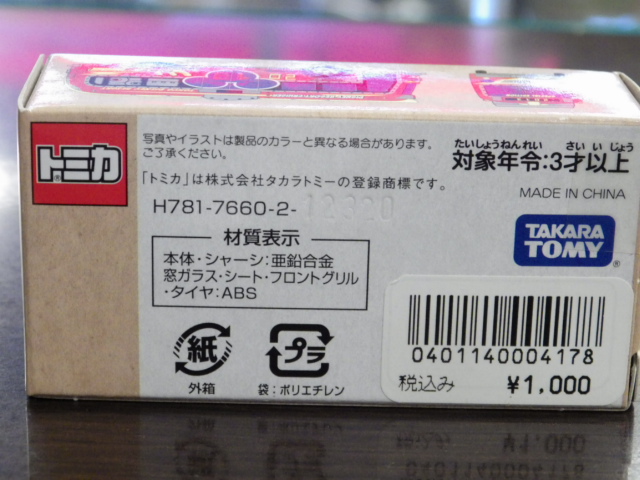 トミカ
写真やイラストは製品のカラーと異なる場合があります。
ご了承ください。
「トミカ」は株式会社タカラトミーの登録商標です。
H781-7660-2-
たいしょうねんれい さいいじょう
対象年令:3才以上
MADE IN CHINA
TAKARA
TOMY®
材質表示
本体・シャーシ:亜鉛合金
窓ガラス・シート・フロントグリル
・タイヤ:ABS
紙
外箱
プラ
袋:ポリエチレン
0401140004178
税込み ¥1,000